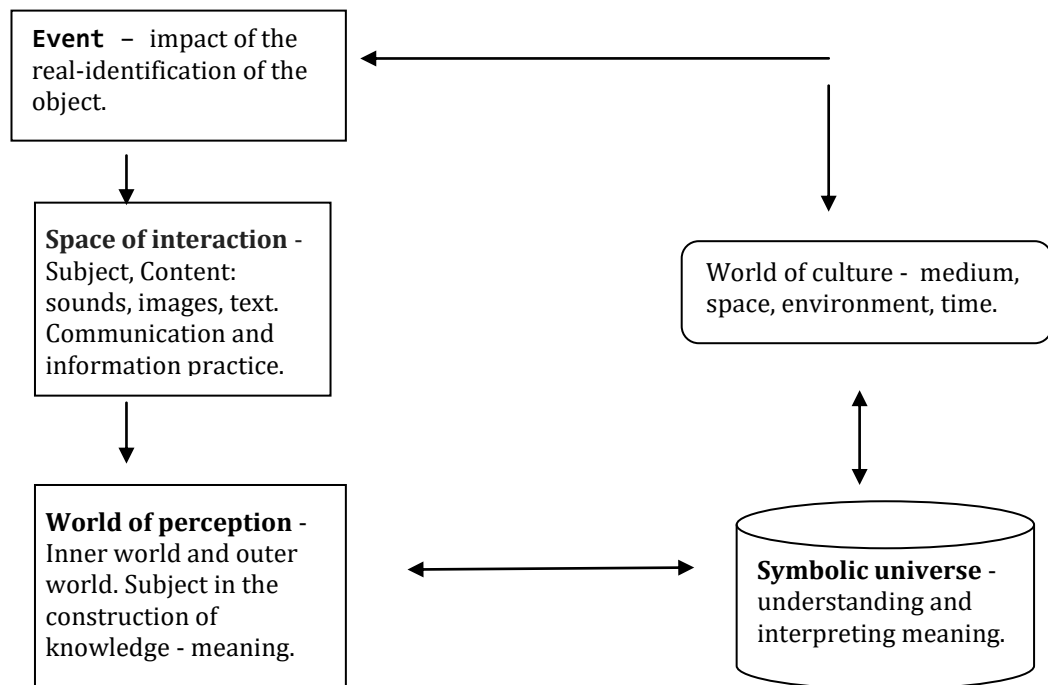 Event – impact of the
real-identification of the
object.
Space of interaction -
Subject, Content:
sounds, images, text.
Communication and
information practice.
World of culture - medium,
space, environment, time.
World of perception -
Inner world and outer
world. Subject in the
construction of
knowledge - meaning.
Symbolic universe -
understanding and
interpreting meaning.